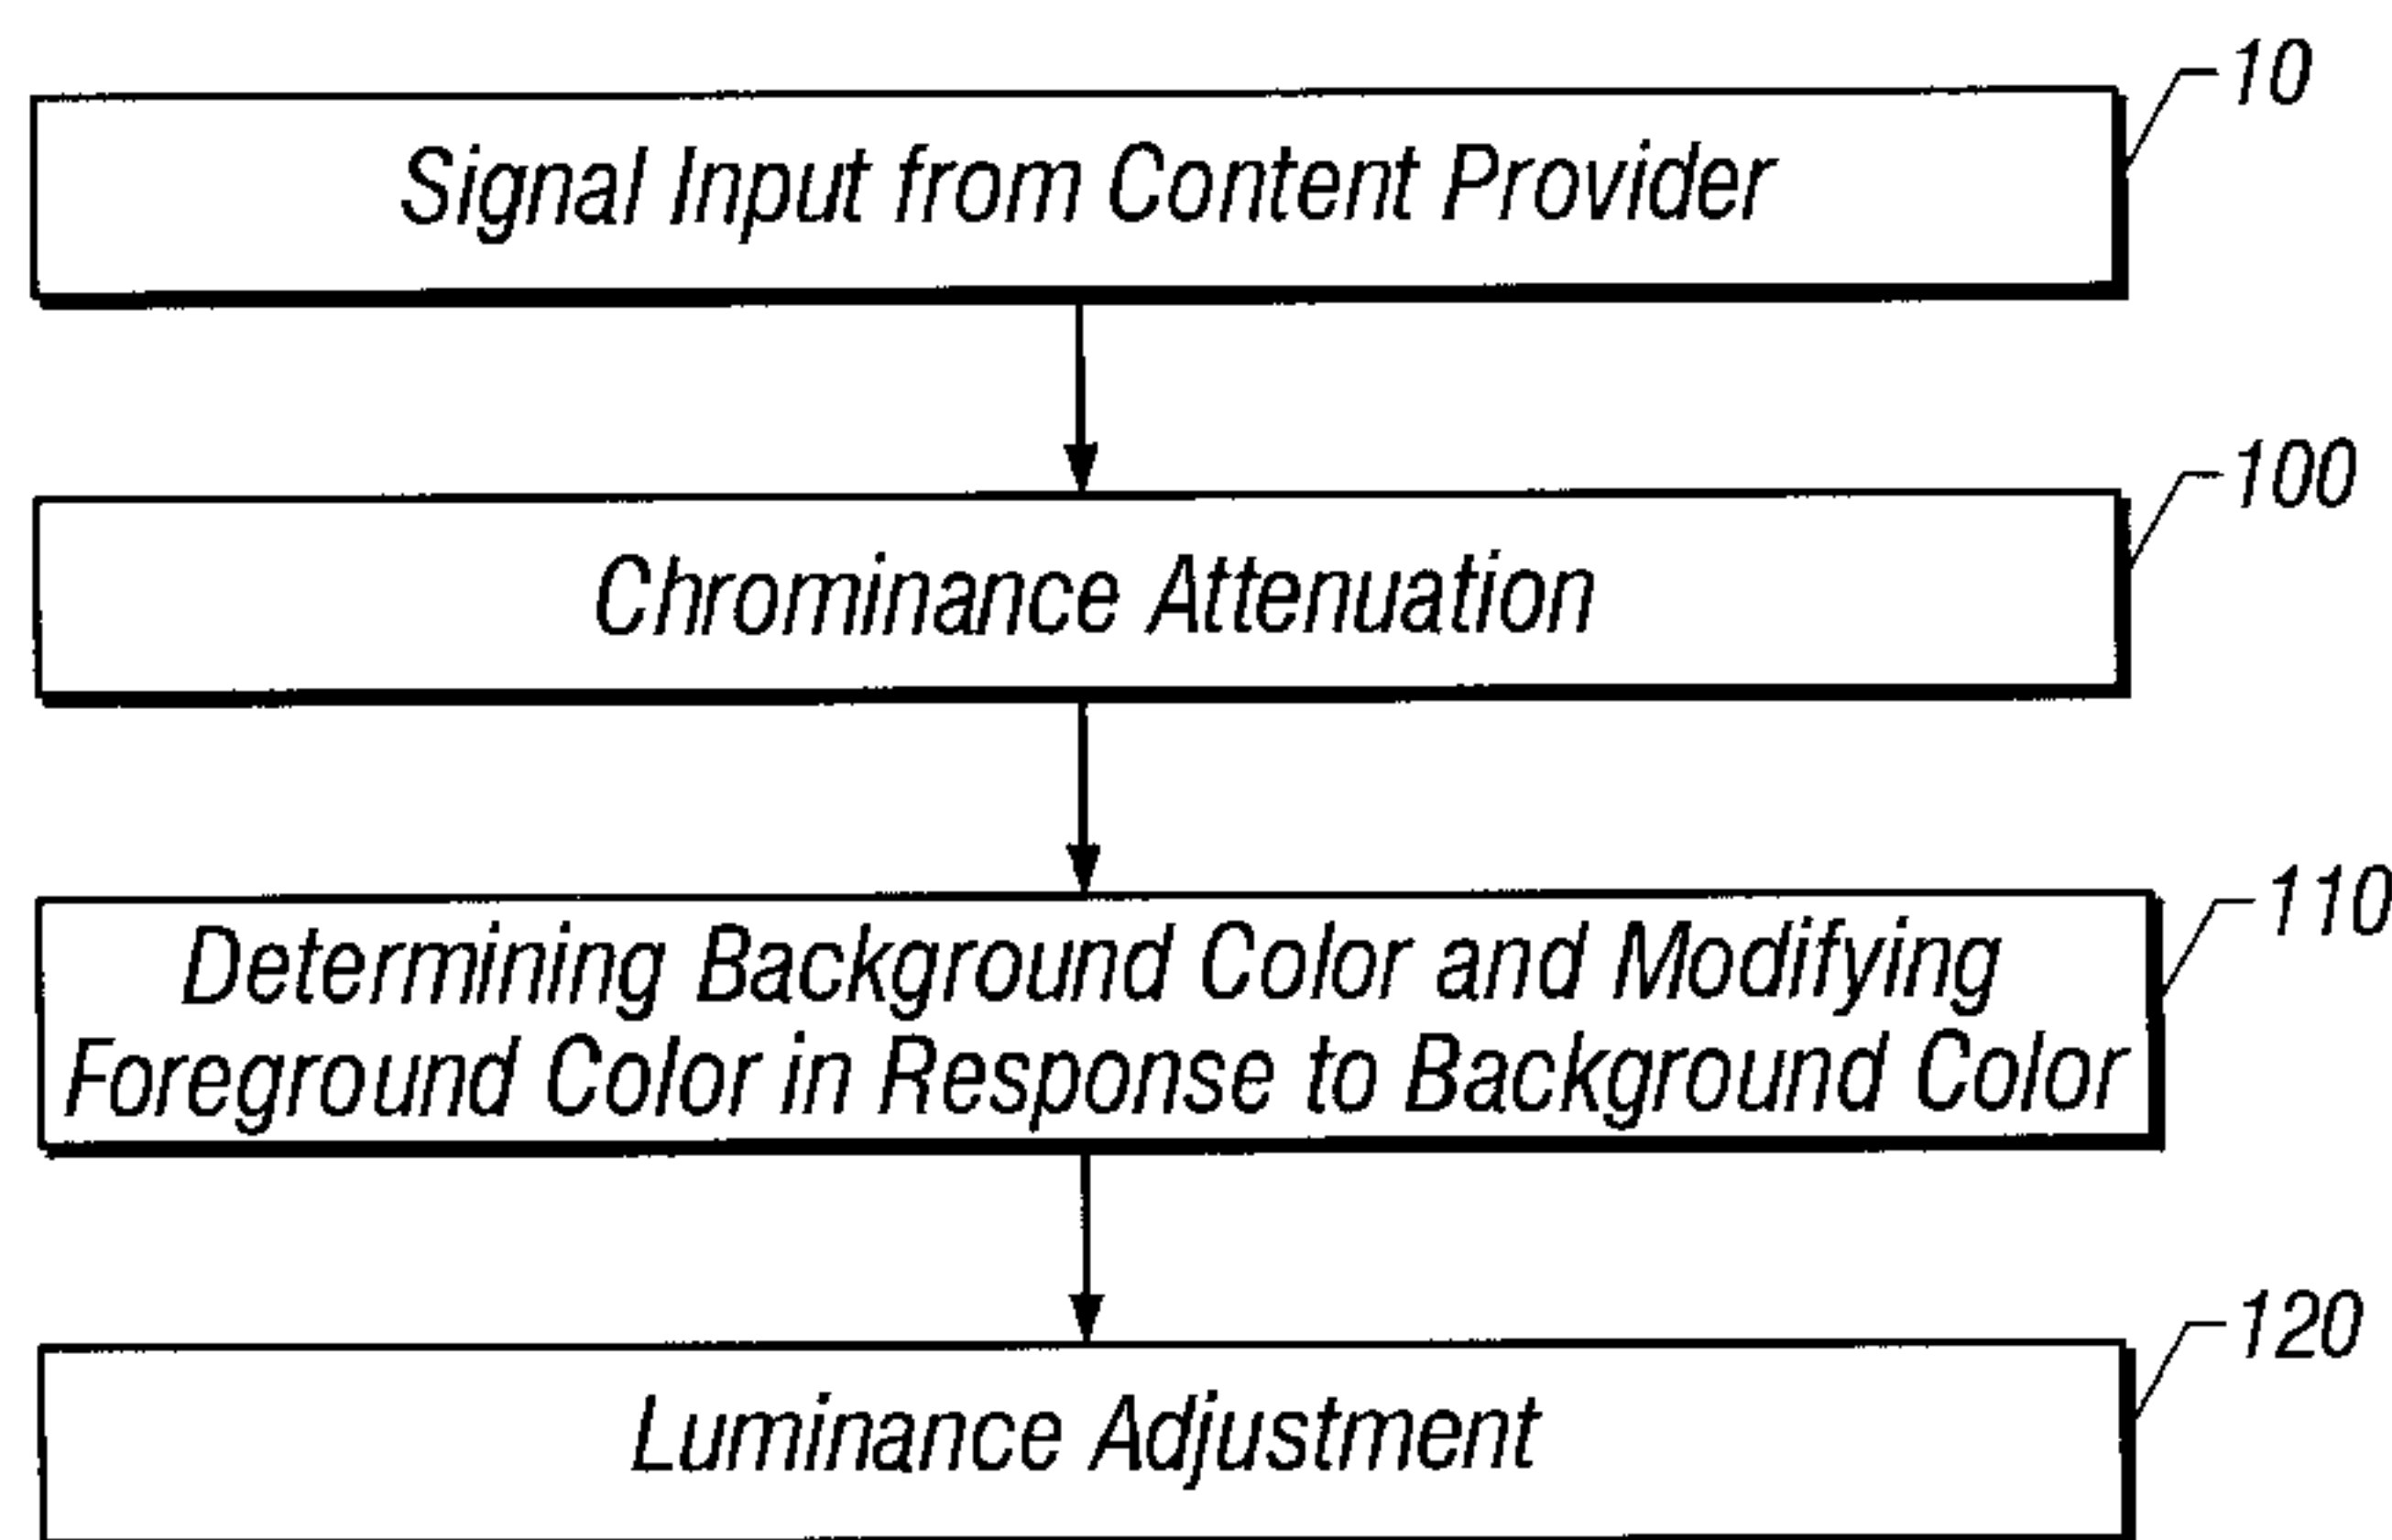 10
Signal Input from Content Provider
100
Chrominance Attenuation
110
Determining Background Color and Modifying
Foreground Color in Response to Background Color
120
Luminance Adjustment